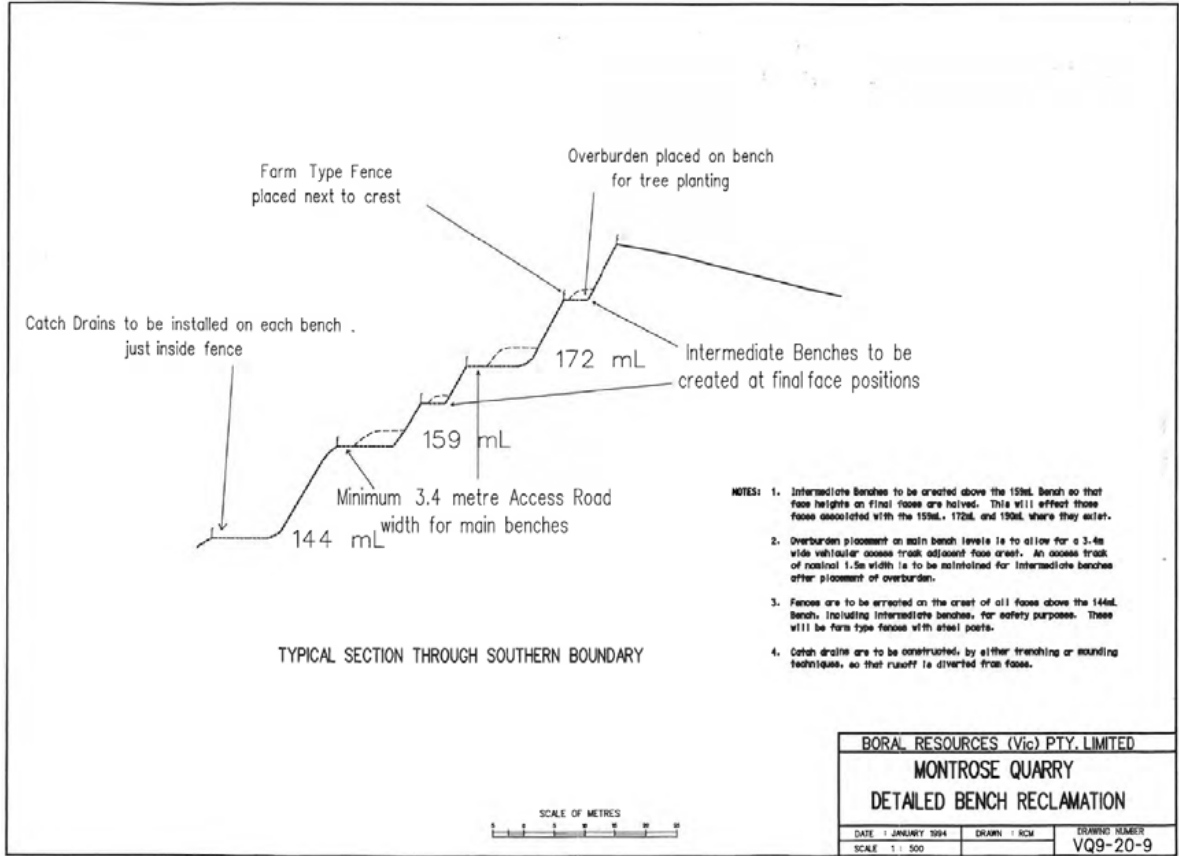 Overburden placed on bench
for tree planting
Farm Type Fence
placed next to crest
Catch Drains to be installed on each bench .
just inside fence
172 mL
Intermediate Benches to be
created at final face positions
159 mL
Minimum 3.4 metre Access Road
width for main benches
144 mL
TYPICAL SECTION THROUGH SOUTHERN BOUNDARY
NOTES: 1. Intermediate Benches to be created above the 159mL Bench so that
face heights on final faces are halved. This will effect those
faces associated with the 159mL, 172mL and 190mL where they exist.
2. Overburden placement on main bench levels is to allow for a 3.4m
wide vehicular access track adjacent face crest. An access track
of nominal 1.5m width is to be maintained for intermediate benches
after placement of overburden.
3. Fences are to be erreated on the crest of all faces above the 144mL
Bench, including intermediate benches, for safety purposes. These
will be farm type fences with steel posts.
4. Catch drains are to be constructed, by either trenching or mounding
techniques, so that runoff is diverted from faces.
SCALE OF METRES
5 0 5 10 15 20 25
BORAL RESOURCES (Vic) PTY. LIMITED
MONTROSE QUARRY
DETAILED BENCH RECLAMATION
DATE : JANUARY 1994 DRAWN : RCM DRAWING NUMBER
SCALE 1 : 500 VQ9-20-9